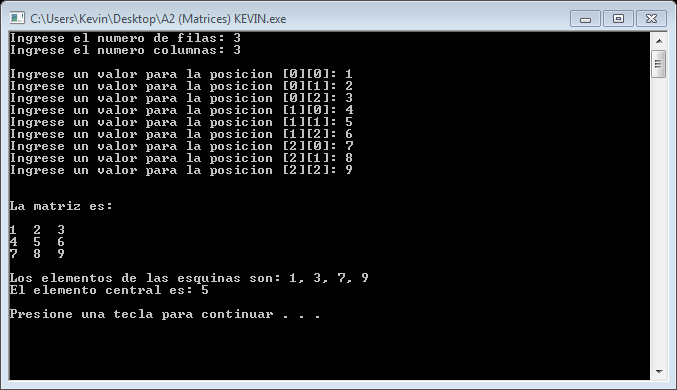 C:\Users\Kevin\Desktop\A2 (Matrices) KEVIN.exe
Ingrese el numero de filas: 3
Ingrese el numero columnas: 3
Ingrese un valor para la posicion [0][0]: 1
Ingrese un valor para la posicion [0][1]: 2
Ingrese un valor para la posicion [0][2]: 3
Ingrese un valor para la posicion [1][0]: 4
Ingrese un valor para la posicion [1][1]: 5
Ingrese un valor para la posicion [1][2]: 6
Ingrese un valor para la posicion [2][0]: 7
Ingrese un valor para la posicion [2][1]: 8
Ingrese un valor para la posicion [2][2]: 9
La matriz es:
1 2 3
4 5 6
7 8 9
Los elementos de las esquinas son: 1, 3, 7, 9
El elemento central es: 5
Presione una tecla para continuar . . .